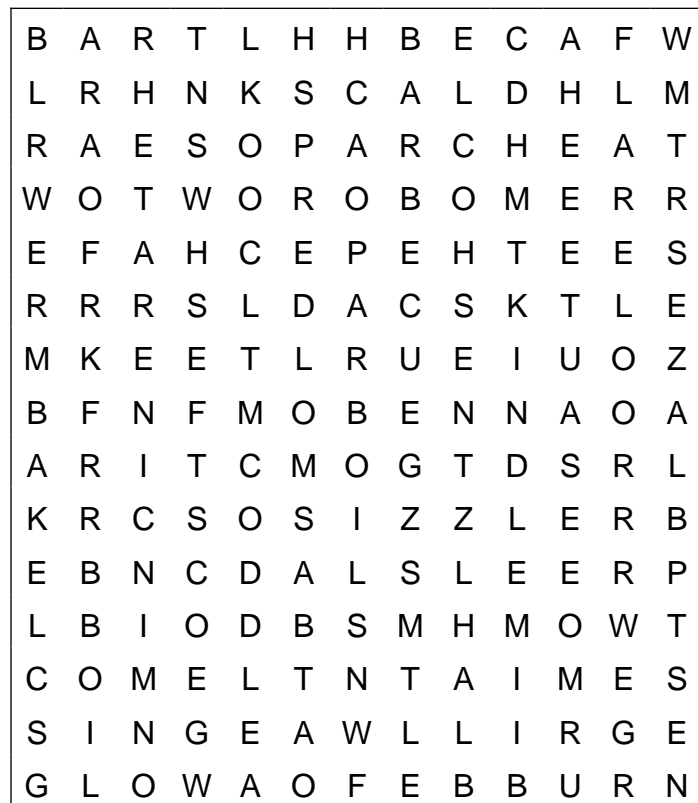 B A R T L H H B E C A F W
L R H N K S C A L D H L M
R A E S O P A R C H E A T
W O T W O R O B O M E R R
E F A H C E P E H T E E S
R R R S L D A C S K T L E
M K E E T L R U E I U O Z
B F N F M O B E N N A O A
A R I T C M O G T D S R L
K R C S O S I Z Z L E R B
E B N C D A L S L E E R P
L B I O D B S M H M O W T
C O M E L T N T A I M E S
S I N G E A W L L I R G E
G L O W A O F E B B U R N